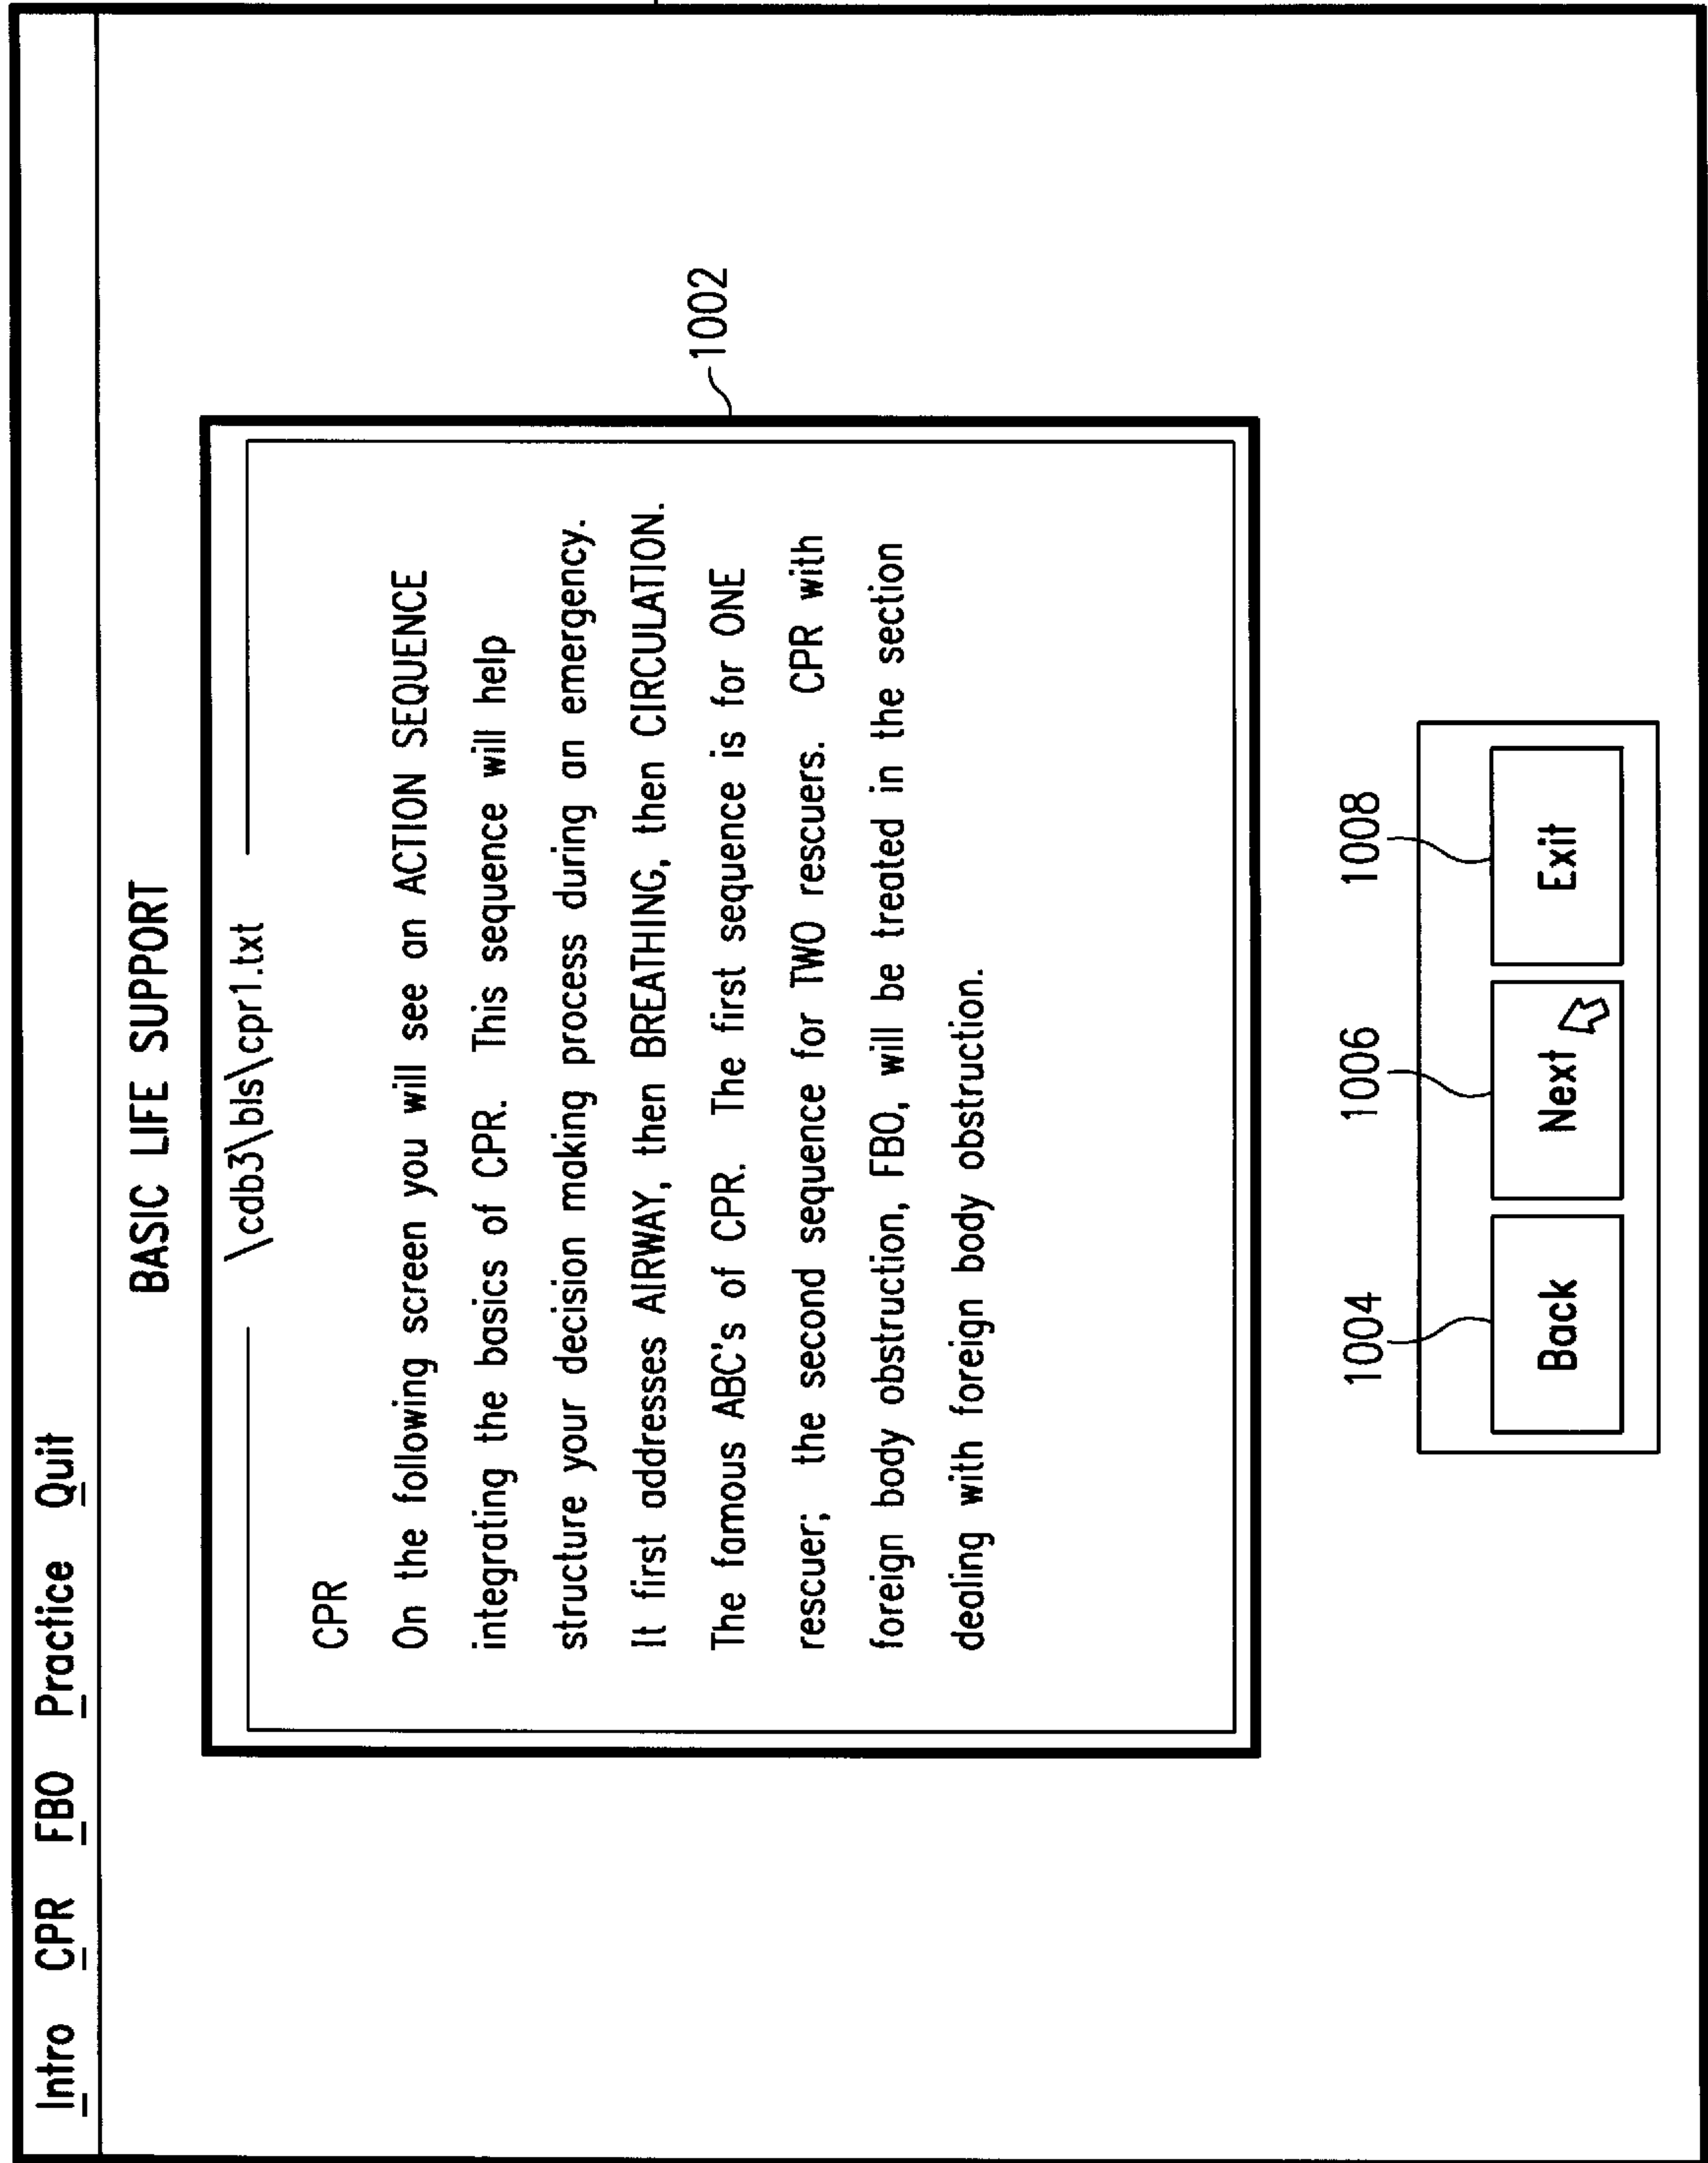 Intro CPR FBO Practice Quit
BASIC LIFE SUPPORT
\cdb3\bls\cpr1.txt
CPR
On the following screen you will see an ACTION SEQUENCE
integrating the basics of CPR. This sequence will help
structure your decision making process during an emergency.
It first addresses AIRWAY, then BREATHING, then CIRCULATION.
The famous ABC's of CPR. The first sequence is for ONE
rescuer; the second sequence for TWO rescuers. CPR with
foreign body obstruction, FBO, will be treated in the section
dealing with foreign body obstruction.
1002
1004 1006 1008
Back Next Exit